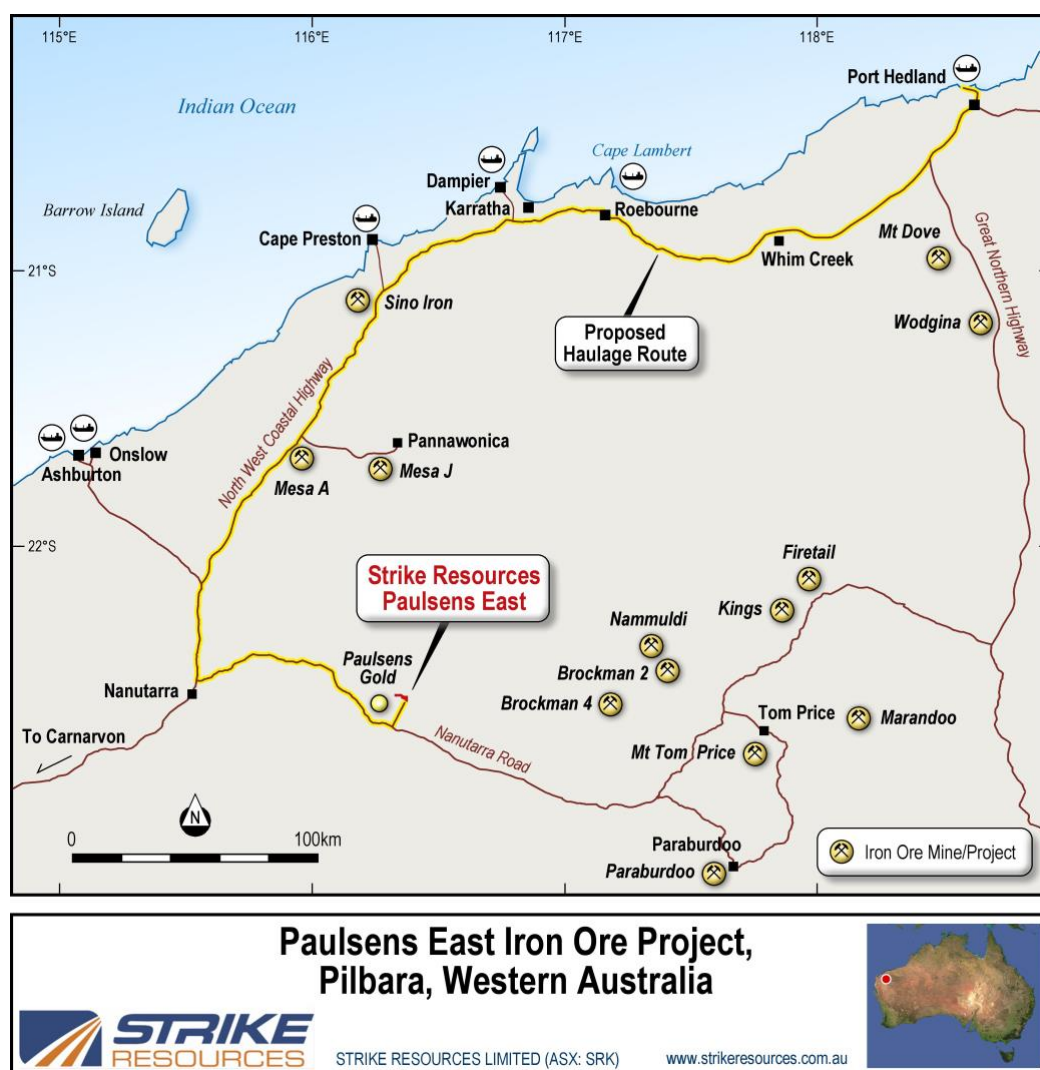 115°E
116°E
117°E
118°E
Port Hedland
Indian Ocean
Cape Lambert
Dampier
Karratha
Roebourne
Barrow Island
Cape Preston
Mt Dove
Whim Creek
21°S
Sino Iron
Great Northern Highway
Wodgina
Proposed
Haulage Route
North West Coastal Highway
Pannawonica
Onslow
Ashburton
Mesa A
Mesa J
22°S
Firetail
Strike Resources
Paulsens East
Kings
Nammuldi
Paulsens
Gold
Brockman 2
Nanutarra
Brockman 4
Tom Price
Marandoo
To Carnarvon
Nanutarra Road
Mt Tom Price
N
0
100km
Paraburdoo
Paraburdoo
Iron Ore Mine/Project
Paulsens East Iron Ore Project,
Pilbara, Western Australia
STRIKE
RESOURCES
STRIKE RESOURCES LIMITED (ASX: SRK)
www.strikeresources.com.au